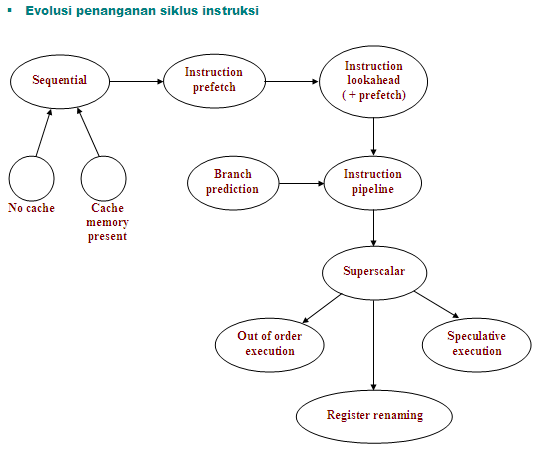 ▪ Evolusi penanganan siklus instruksi
Sequential
Instruction
prefetch
Instruction
lookahead
( + prefetch)
No cache
Cache
memory
present
Branch
prediction
Instruction
pipeline
Superscalar
Out of order
execution
Speculative
execution
Register renaming